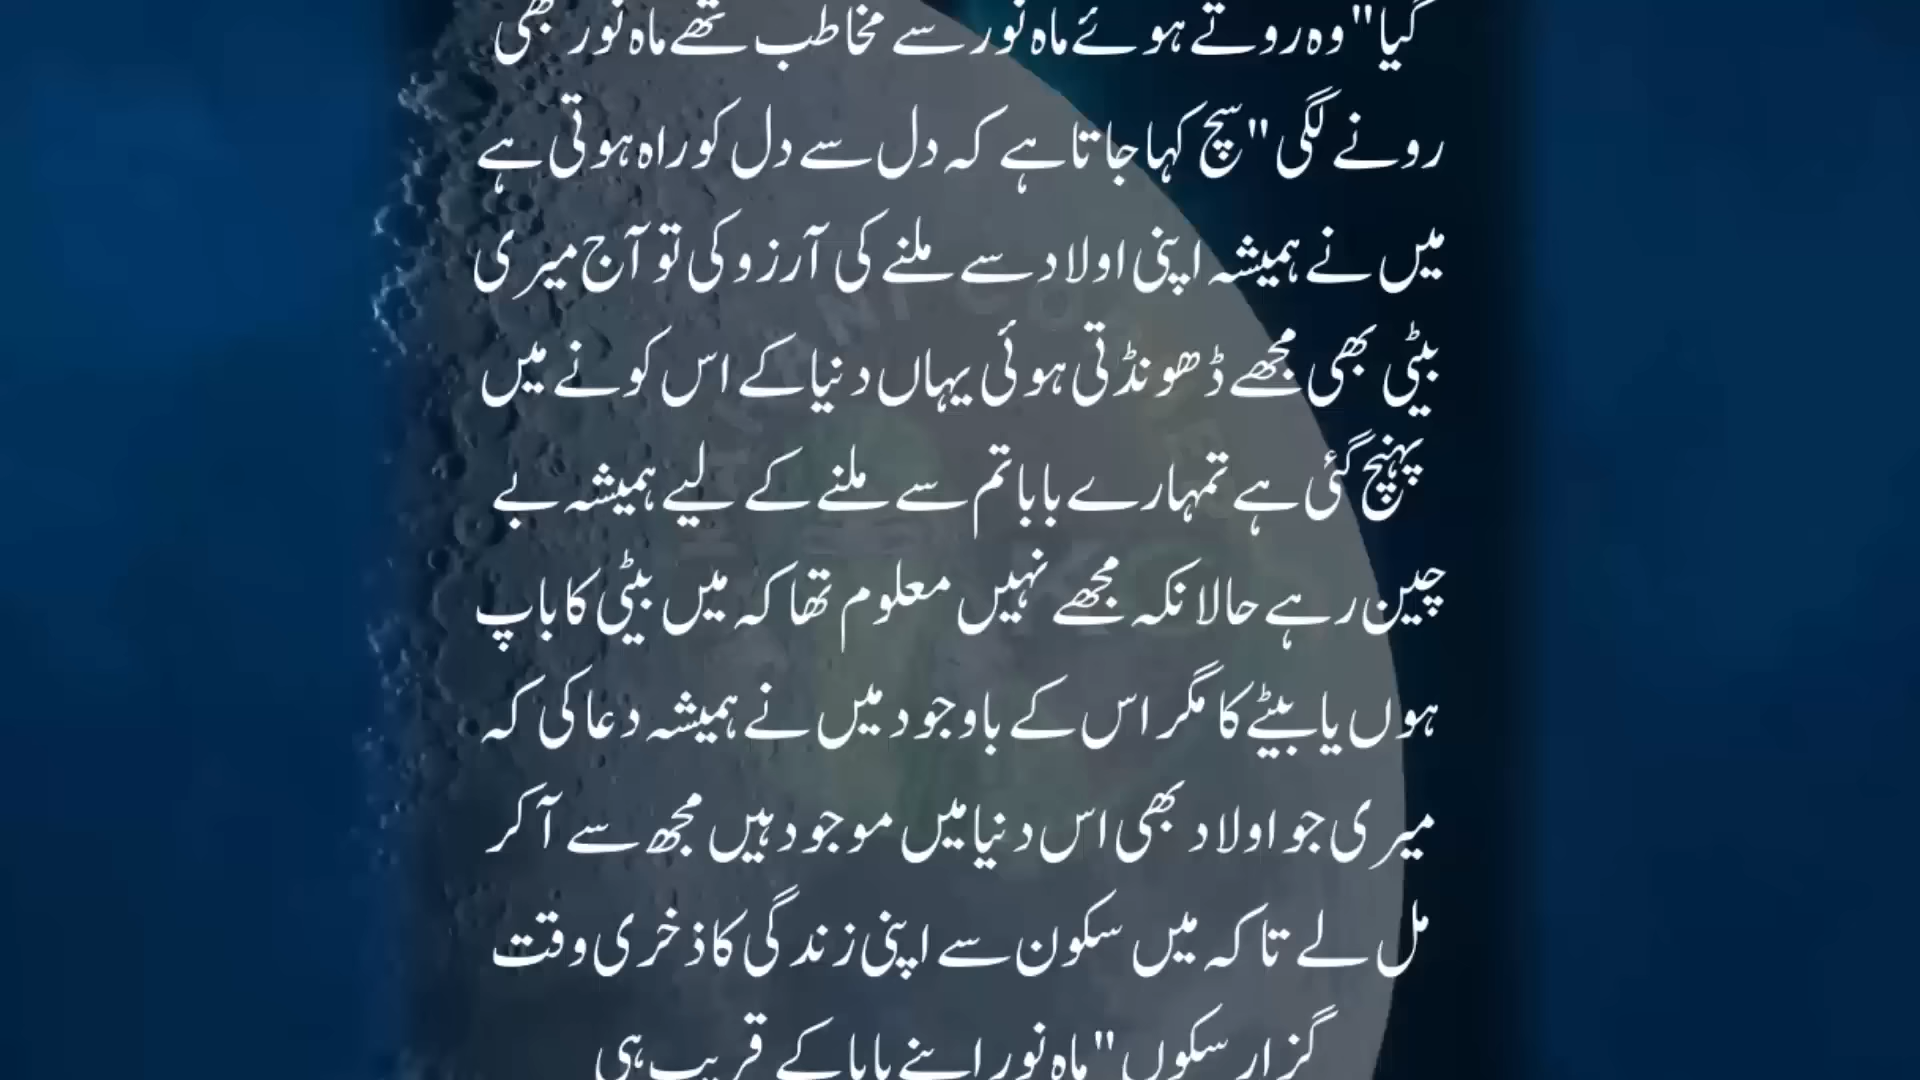 گیا" وہ روتے ہوئے ماہ نور سے مخاطب تھے ماہ نور بھی
رونے لگی "سچ کہا جاتا ہے کہ دل سے دل کو راہ ہوتی ہے
میں نے ہمیشہ اپنی اولاد سے ملنے کی آرزو کی تو آج میری
بیٹی بھی مجھے ڈھونڈتی ہوئی یہاں دنیا کے اس کونے میں
پہنچ گئی ہے تمہارے بابا تم سے ملنے کے لیے ہمیشہ بے
چین رہے حالانکہ مجھے نہیں معلوم تھا کہ میں بیٹی کا باپ
ہوں یا بیٹے کا مگر اس کے باوجود میں نے ہمیشہ دعا کی کہ
میری جو اولاد بھی اس دنیا میں موجود ہیں مجھ سے آ کر
مل لے تاکہ میں سکون سے اپنی زندگی کا ذخری وقت
گزار سکوں" ماہ نور اپنے بابا کے قریب ہی